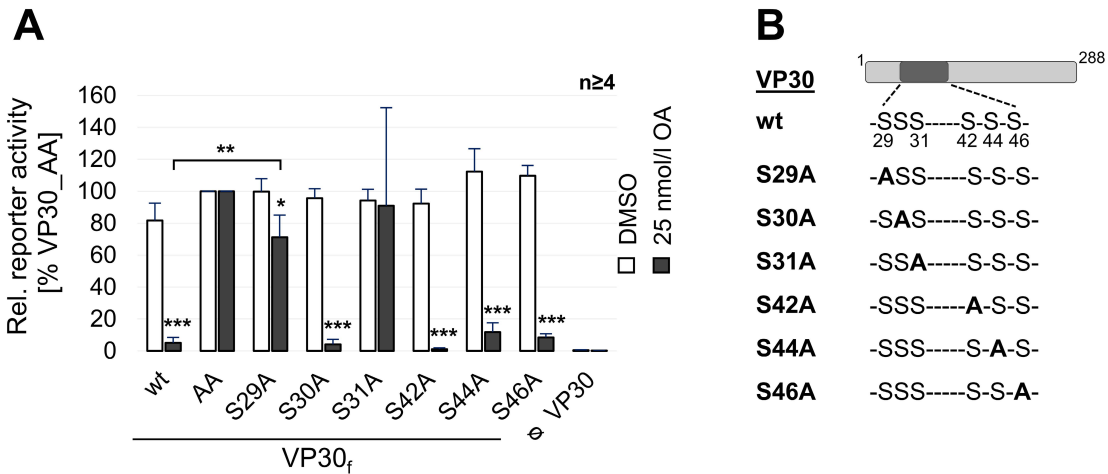 A
Rel. reporter activity
[% VP30_AA]
160
140
120
100
80
60
40
20
0
n≥4
**
*
***
***
***
***
***
wt
AA
S29A
S30A
S31A
S42A
S44A
S46A
ø VP30
VP30f
DMSO
25 nmol/l OA
B
VP30
1
288
wt
-SSS-----S-S-S-
29 31 42 44 46
S29A -ASS-----S-S-S-
S30A -SAS-----S-S-S-
S31A -SSA-----S-S-S-
S42A -SSS-----A-S-S-
S44A -SSS-----S-A-S-
S46A -SSS-----S-S-A-